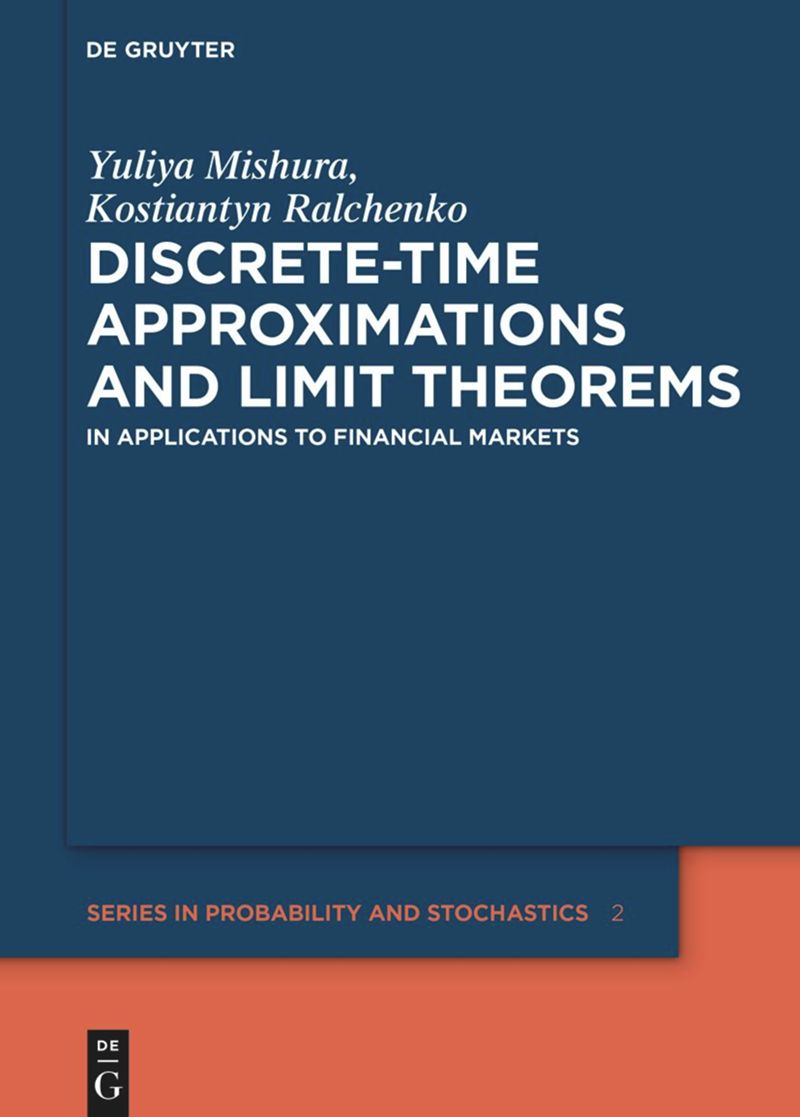 DE GRUYTER
Yuliya Mishura,
Kostiantyn Ralchenko
DISCRETE-TIME
APPROXIMATIONS
AND LIMIT THEOREMS
IN APPLICATIONS TO FINANCIAL MARKETS
SERIES IN PROBABILITY AND STOCHASTICS 2
DE
G